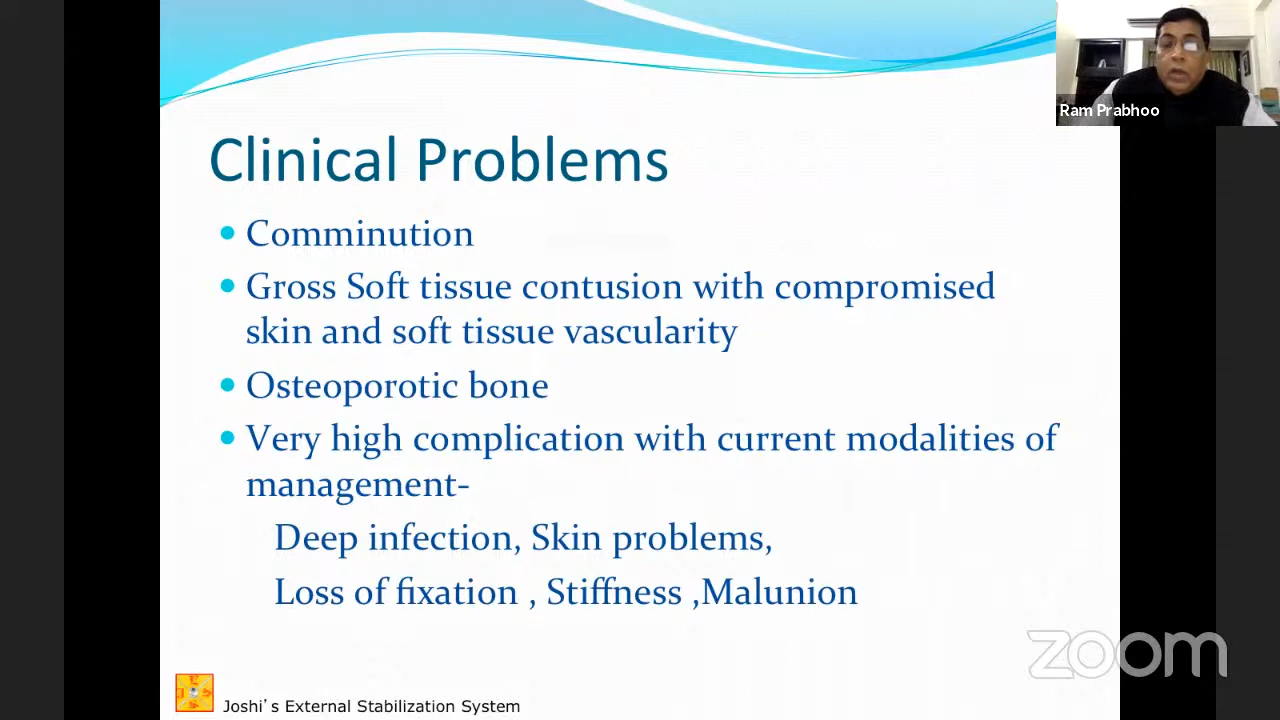 Clinical Problems
Comminution
Gross Soft tissue contusion with compromised
skin and soft tissue vascularity
Osteoporotic bone
Very high complication with current modalities of
management-
Deep infection, Skin problems,
Loss of fixation , Stiffness ,Malunion
Joshi's External Stabilization System
Ram Prabhoo
zoom